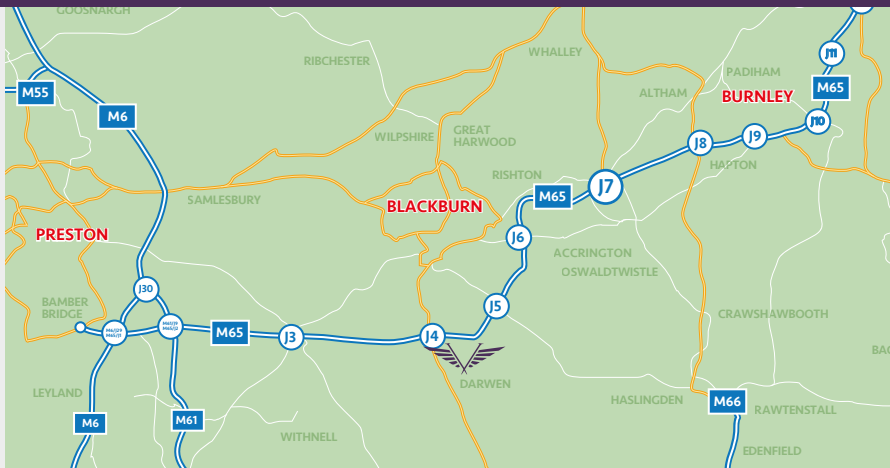 GOOSNARGH
WHALLEY
RIBCHESTER
PADIHAM
J11
M55
M65
ALTHAM
BURNLEY
M6
J10
WILPSHIRE
GREAT
HARWOOD
J8
J9
HAPTON
RISHTON
M65
J7
SAMLESBURY
BLACKBURN
PRESTON
J6
ACCRINGTON
OSWALDTWISTLE
J30
BAMBER
BRIDGE
J5
CRAWSHAWBOOTH
M65
J3
J4
DARWEN
LEYLAND
HASLINGDEN
M66
RAWTENSTALL
M6
M61
WITHNELL
EDENFIELD